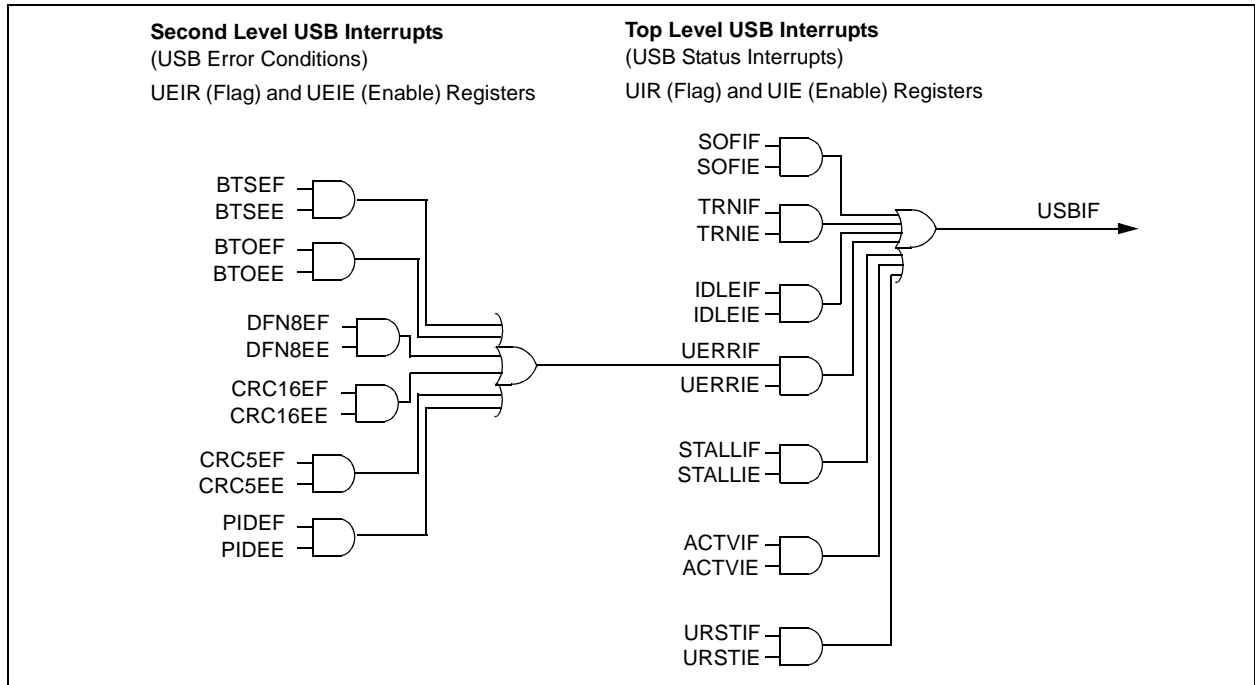 Second Level USB Interrupts
(USB Error Conditions)
UEIR (Flag) and UEIE (Enable) Registers
BTSEF
BTSEE
BTOEF
BTOEE
DFN8EF
DFN8EE
CRC16EF
CRC16EE
CRC5EF
CRC5EE
PIDEF
PIDEE
Top Level USB Interrupts
(USB Status Interrupts)
UIR (Flag) and UIE (Enable) Registers
SOFIF
SOFIE
TRNIF
TRNIE
IDLEIF
IDLEIE
UERRIF
UERRIE
STALLIF
STALLIE
ACTVIF
ACTVIE
URSTIF
URSTIE
USBIF